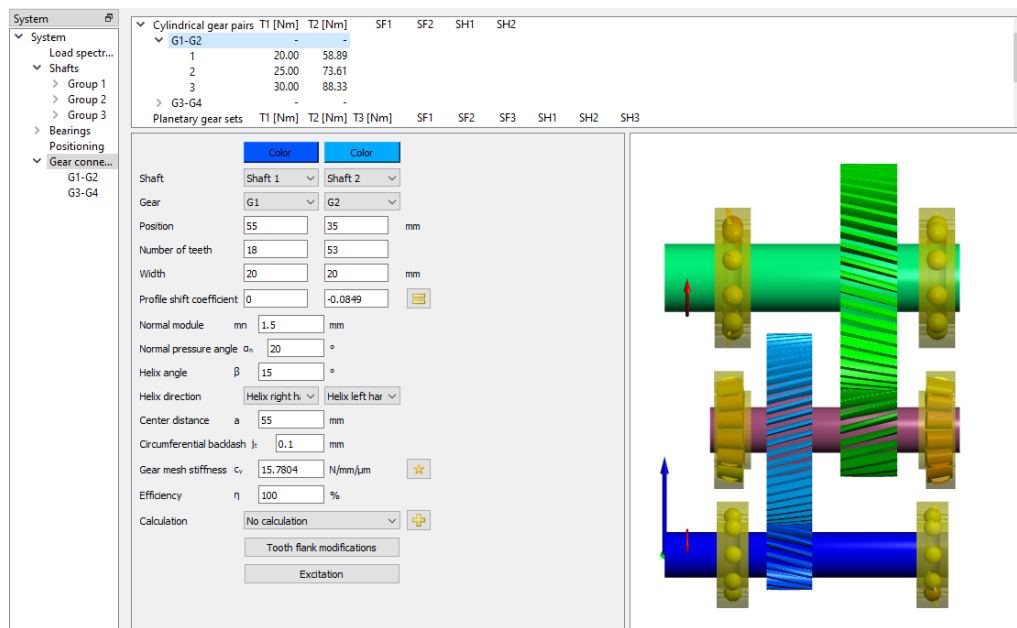 System
System
Load spectr...
Shafts
Group 1
Group 2
Group 3
Bearings
Positioning
Gear conne...
G1-G2
G3-G4
Cylindrical gear pairs T1 [Nm] T2 [Nm] SF1 SF2 SH1 SH2
G1-G2 - -
1 20.00 58.89
2 25.00 73.61
3 30.00 88.33
G3-G4 - -
Planetary gear sets T1 [Nm] T2 [Nm] T3 [Nm] SF1 SF2 SF3 SH1 SH2 SH3
Color Color
Shaft Shaft 1 Shaft 2
Gear G1 G2
Position 55 35 mm
Number of teeth 18 53
Width 20 20 mm
Profile shift coefficient 0 -0.0849
Normal module mn 1.5 mm
Normal pressure angle αn 20 °
Helix angle β 15 °
Helix direction Helix right h Helix left har
Center distance a 55 mm
Circumferential backlash jt 0.1 mm
Gear mesh stiffness cγ 15.7804 N/mm/µm
Efficiency η 100 %
Calculation No calculation
Tooth flank modifications
Excitation